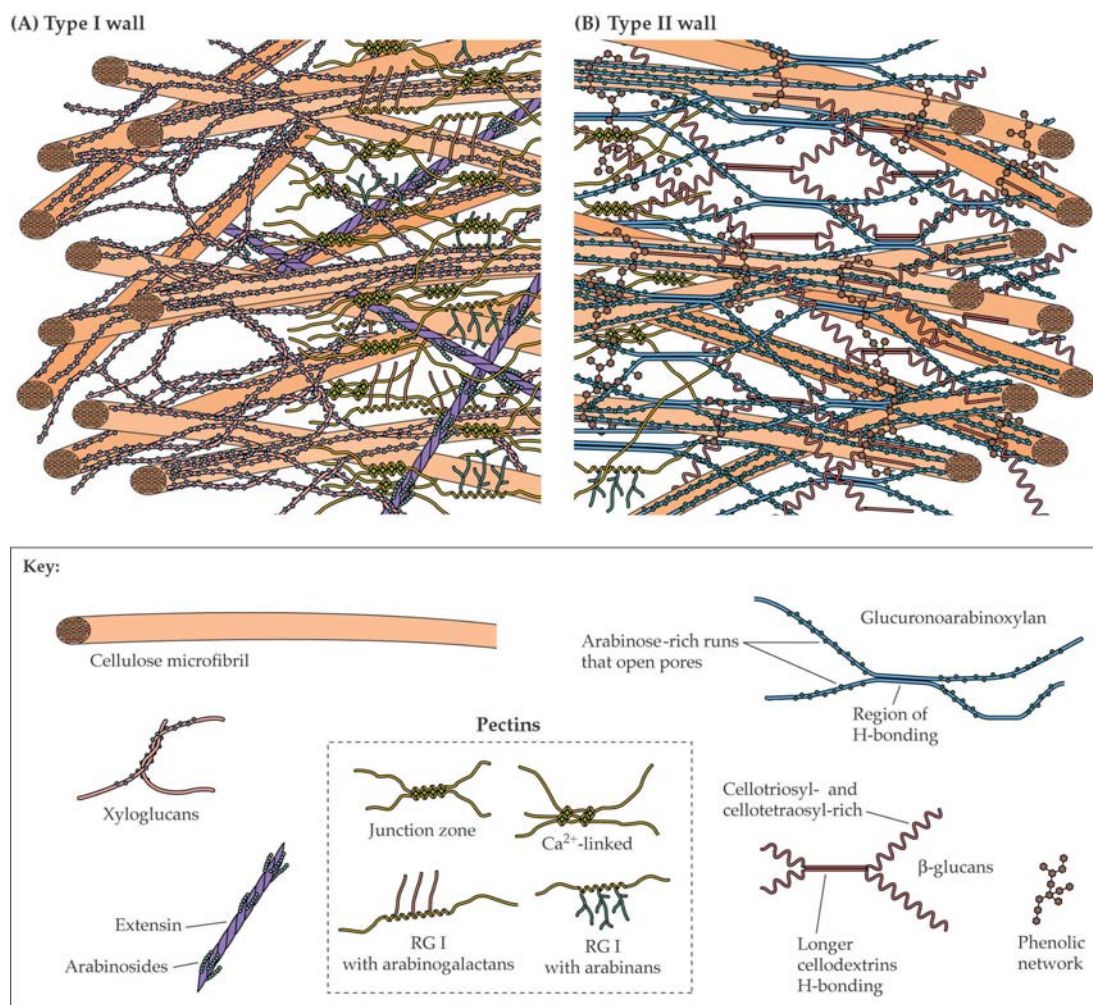 (A) Type I wall
(B) Type II wall
Key:
Cellulose microfibril
Xyloglucans
Extensin
Arabinosides
Pectins
Junction zone
Ca²⁺-linked
RG I
with arabinogalactans
RG I
with arabinans
Glucuronoarabinoxylan
Arabinose-rich runs
that open pores
Region of
H-bonding
Cellotriosyl- and
cellotetraosyl-rich
β-glucans
Longer
cellodextrins
H-bonding
Phenolic
network